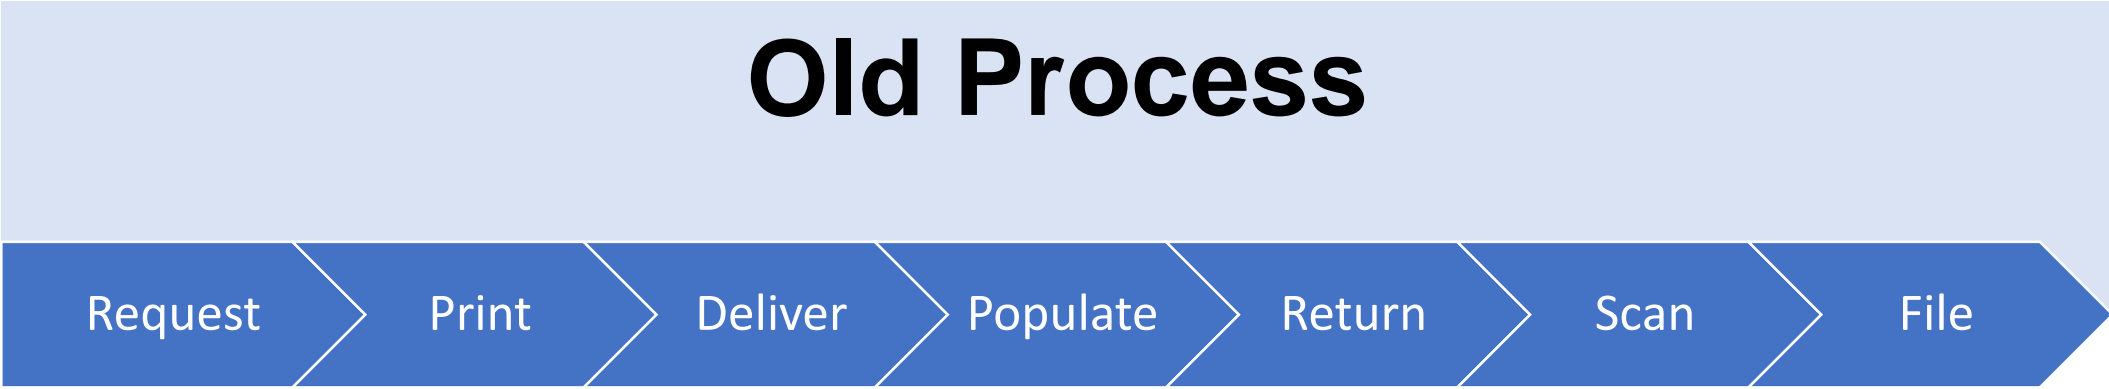 Old Process
Request Print Deliver Populate Return Scan File